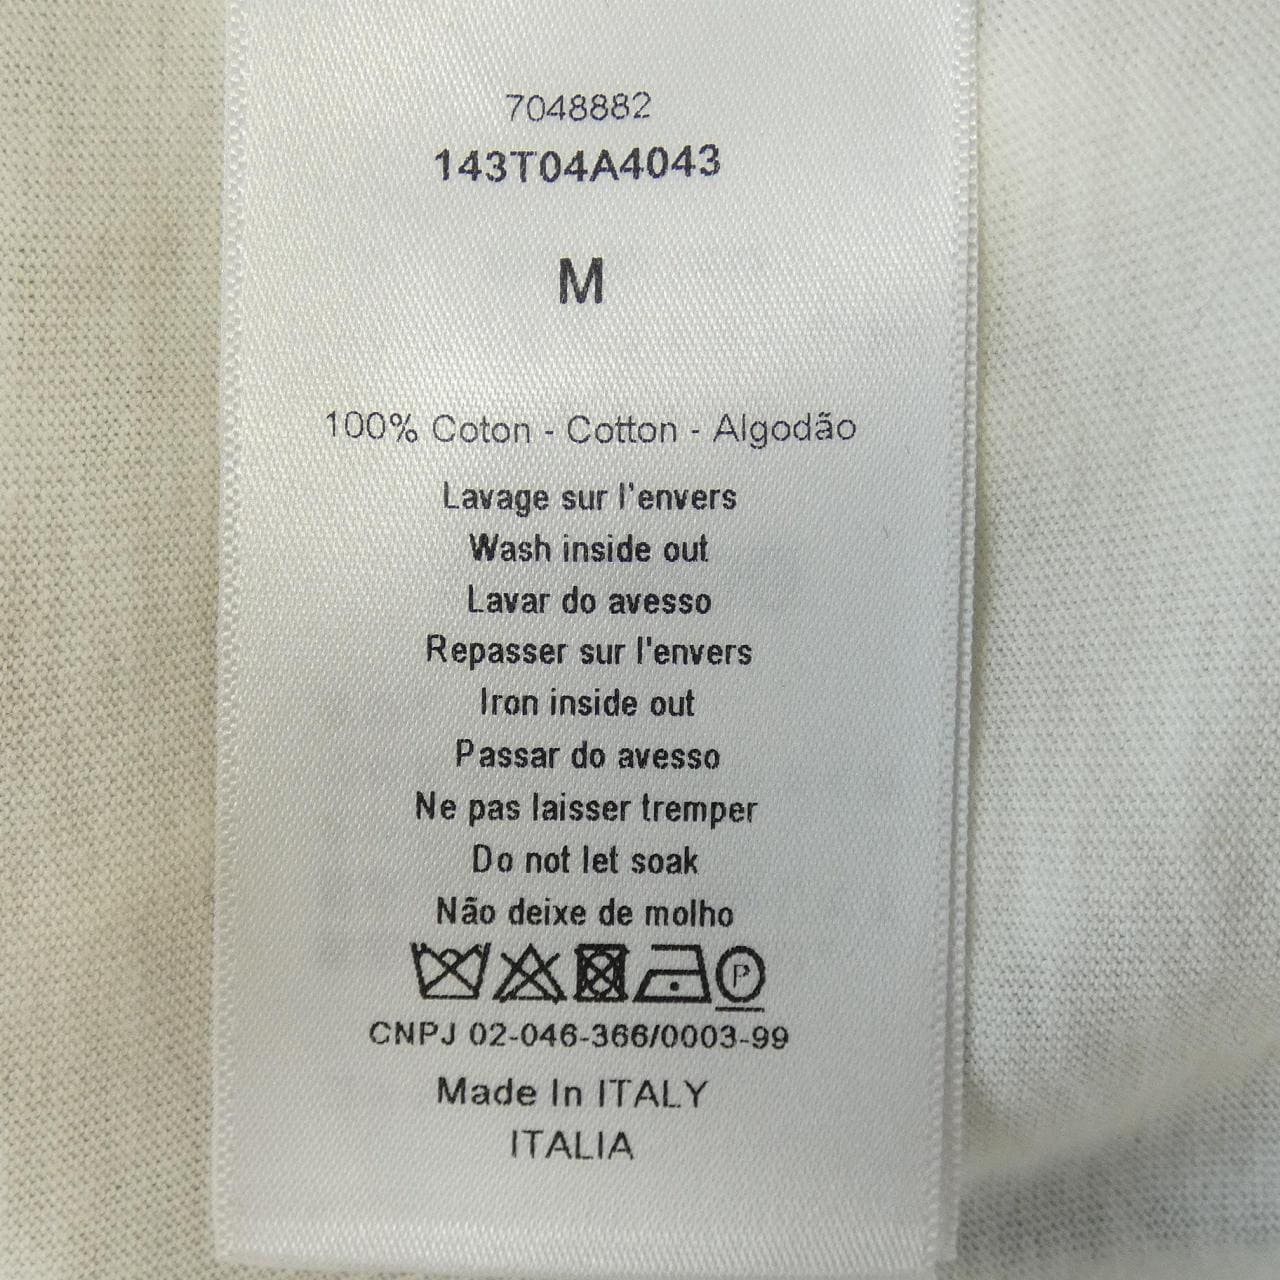 7048882
143T04A4043
M
100% Coton - Cotton - Algodão
Lavage sur l'envers
Wash inside out
Lavar do avesso
Repasser sur l'envers
Iron inside out
Passar do avesso
Ne pas laisser tremper
Do not let soak
Não deixe de molho
P
CNPJ 02-046-366/0003-99
Made In ITALY
ITALIA